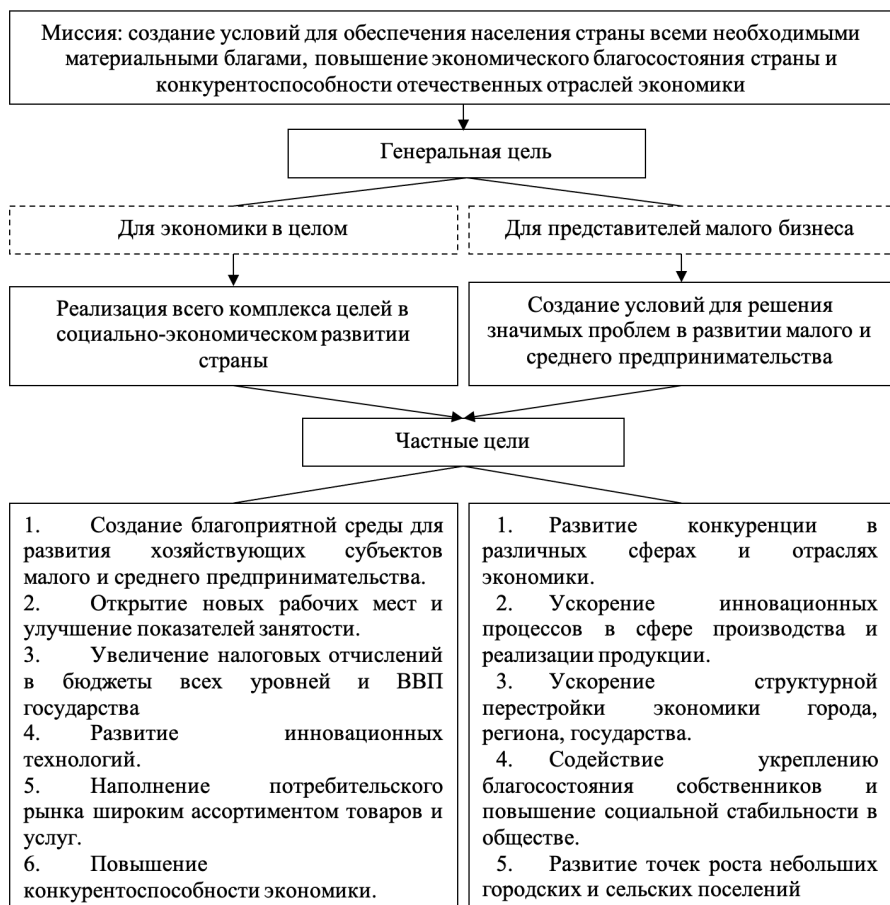 Миссия: создание условий для обеспечения населения страны всеми необходимыми
материальными благами, повышение экономического благосостояния страны и
конкурентоспособности отечественных отраслей экономики
Генеральная цель
Для экономики в целом
Для представителей малого бизнеса
Реализация всего комплекса целей в
социально-экономическом развитии
страны
Создание условий для решения
значимых проблем в развитии малого и
среднего предпринимательства
Частные цели
1. Создание благоприятной среды для
развития хозяйствующих субъектов
малого и среднего предпринимательства.
2. Открытие новых рабочих мест и
улучшение показателей занятости.
3. Увеличение налоговых отчислений
в бюджеты всех уровней и ВВП
государства
4. Развитие инновационных
технологий.
5. Наполнение потребительского
рынка широким ассортиментом товаров и
услуг.
6. Повышение
конкурентоспособности экономики.
1. Развитие конкуренции в
различных сферах и отраслях
экономики.
2. Ускорение инновационных
процессов в сфере производства и
реализации продукции.
3. Ускорение структурной
перестройки экономики города,
региона, государства.
4. Содействие укреплению
благосостояния собственников и
повышение социальной стабильности в
обществе.
5. Развитие точек роста небольших
городских и сельских поселений